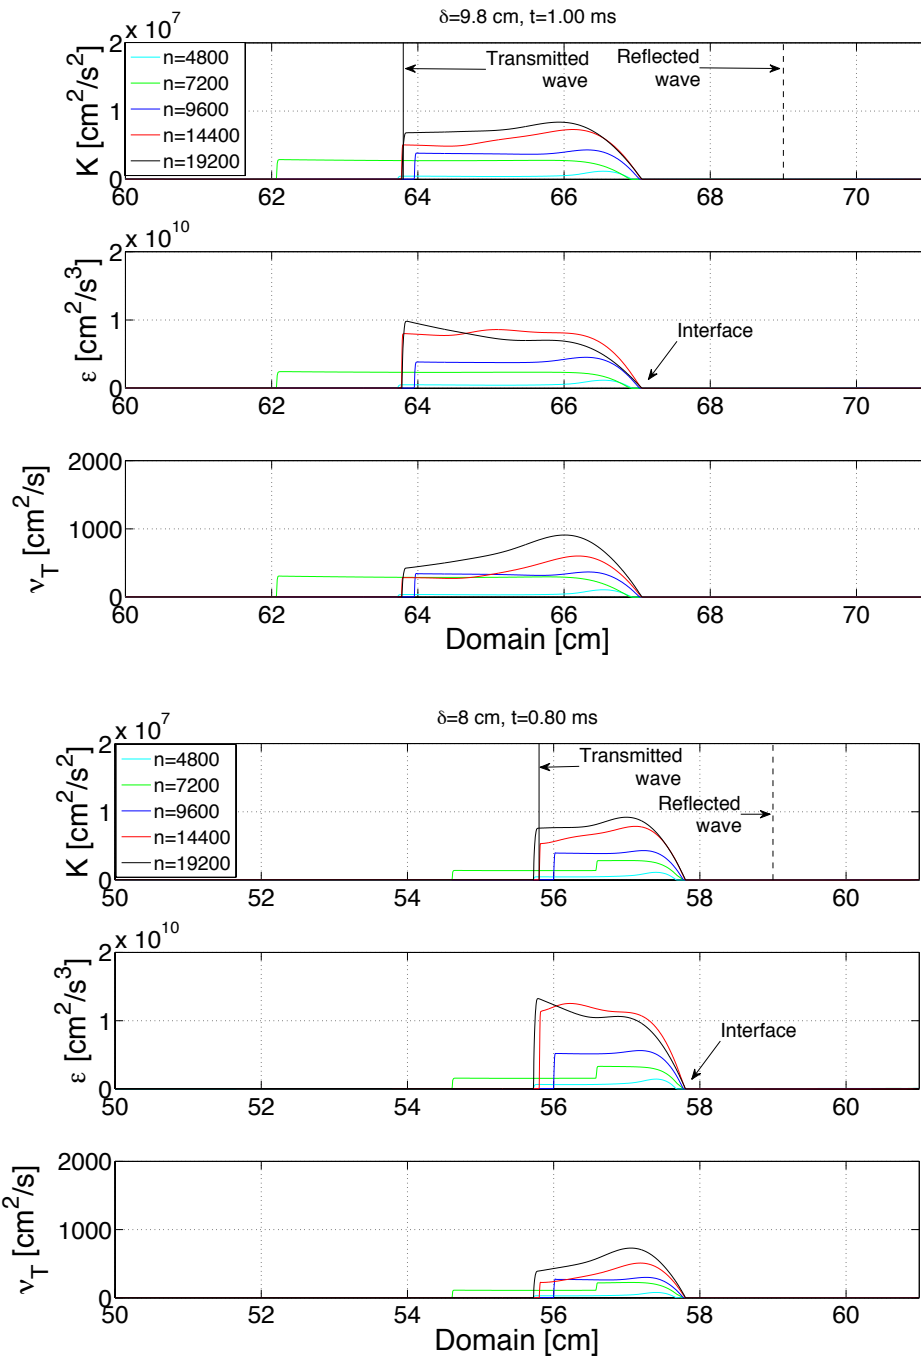 δ=9.8 cm, t=1.00 ms
x 10^7
K [cm^2/s^2]
2
1
0
n=4800
n=7200
n=9600
n=14400
n=19200
Transmitted
wave
Reflected
wave
60 62 64 66 68 70
x 10^10
ε [cm^2/s^3]
2
1
0
Interface
60 62 64 66 68 70
ν_T [cm^2/s]
2000
1000
0
60 62 64 66 68 70
Domain [cm]
δ=8 cm, t=0.80 ms
x 10^7
K [cm^2/s^2]
2
1
0
n=4800
n=7200
n=9600
n=14400
n=19200
Transmitted
wave
Reflected
wave
50 52 54 56 58 60
x 10^10
ε [cm^2/s^3]
2
1
0
Interface
50 52 54 56 58 60
ν_T [cm^2/s]
2000
1000
0
50 52 54 56 58 60
Domain [cm]